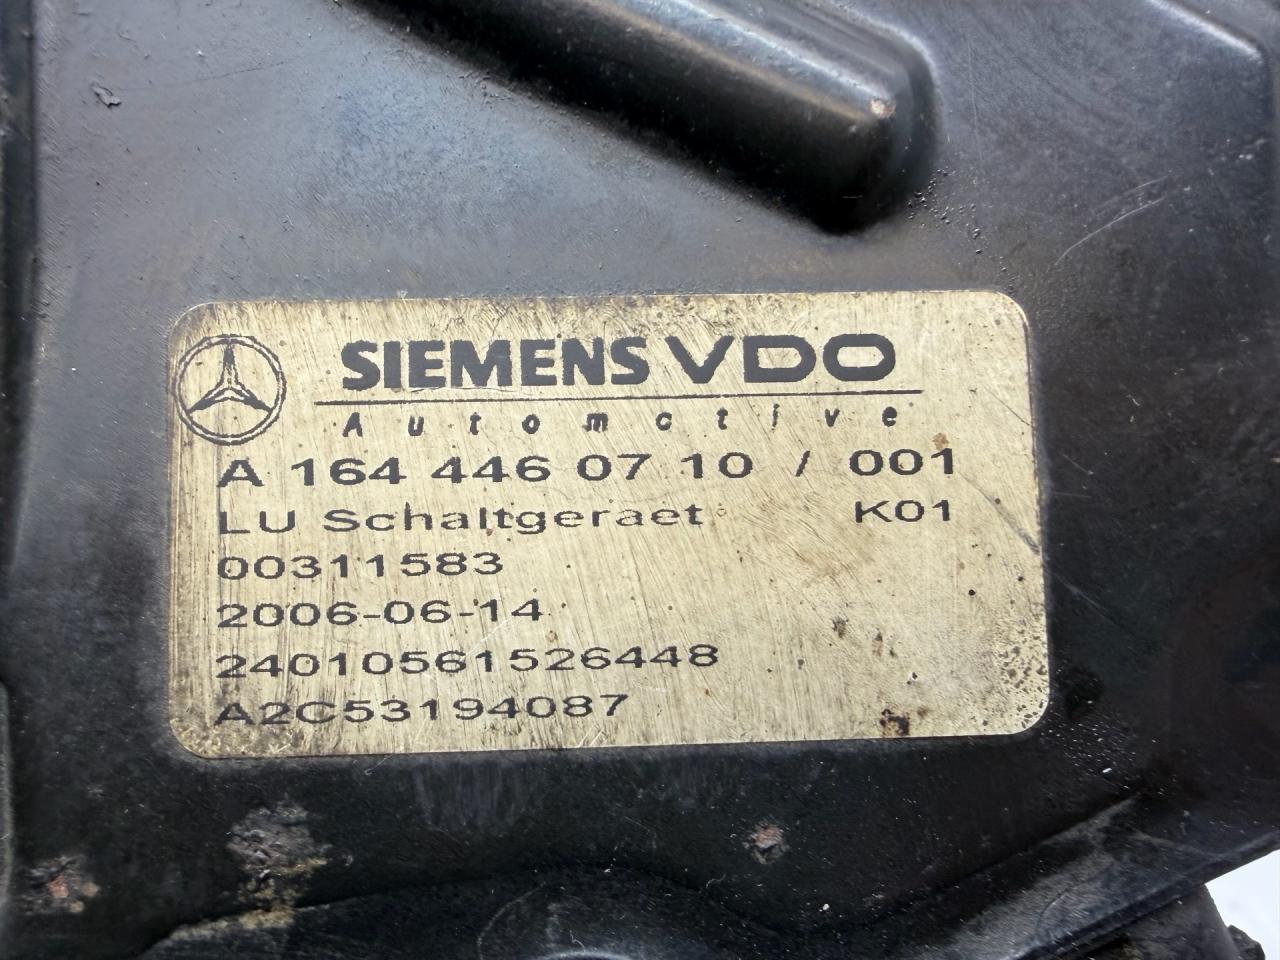 SIEMENS VDO
Automotive
A 164 446 07 10 / 001
LU Schaltgeraet K01
00311583
2006-06-14
24010561526448
A2C53194087